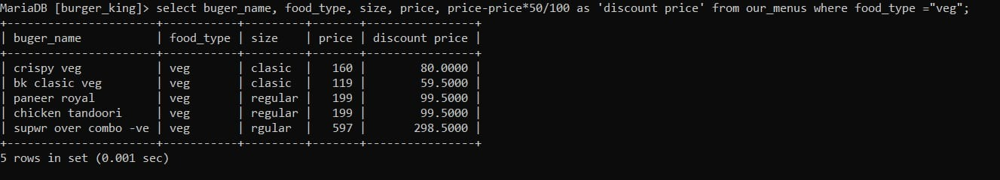 MariaDB [burger_king]> select buger_name, food_type, size, price, price-price*50/100 as 'discount price' from our_menus where food_type ="veg";
+---------------------+-----------+---------+-------+----------------+
| buger_name          | food_type | size    | price | discount price |
+---------------------+-----------+---------+-------+----------------+
| crispy veg          | veg       | clasic  |   160 |        80.0000 |
| bk clasic veg       | veg       | clasic  |   119 |        59.5000 |
| paneer royal        | veg       | regular |   199 |        99.5000 |
| chicken tandoori    | veg       | regular |   199 |        99.5000 |
| supwr over combo -ve | veg       | rgular  |   597 |       298.5000 |
+---------------------+-----------+---------+-------+----------------+
5 rows in set (0.001 sec)